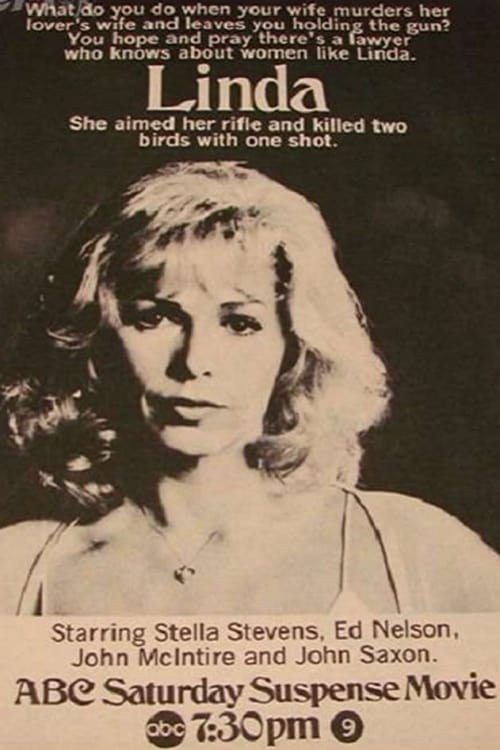 What do you do when your wife murders her
lover's wife and leaves you holding the gun?
You hope and pray there's a lawyer
who knows about women like Linda.
Linda
She aimed her rifle and killed two
birds with one shot.
Starring Stella Stevens, Ed Nelson,
John McIntire and John Saxon.
ABC Saturday Suspense Movie
abc 7:30pm 9